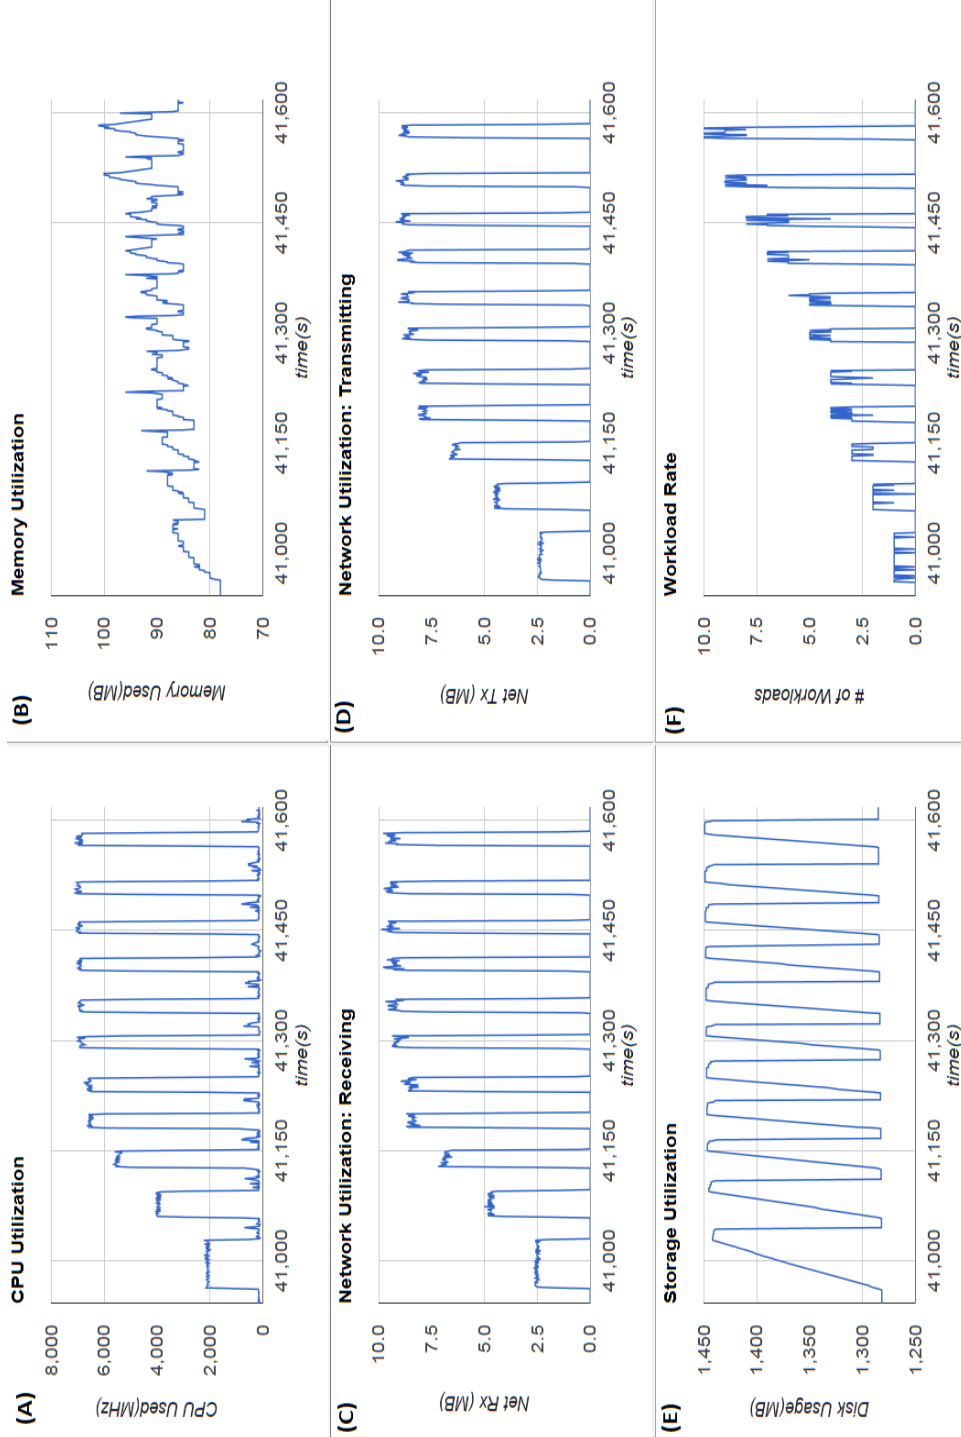 (A)
CPU Utilization
CPU Used(MHz)
8,000
6,000
4,000
2,000
0
41,000
41,150
41,300
41,450
41,600
time(s)
(B)
Memory Utilization
Memory Used(MB)
110
100
90
80
70
41,000
41,150
41,300
41,450
41,600
time(s)
(C)
Network Utilization: Receiving
Net Rx (MB)
10.0
7.5
5.0
2.5
0.0
41,000
41,150
41,300
41,450
41,600
time(s)
(D)
Network Utilization: Transmitting
Net Tx (MB)
10.0
7.5
5.0
2.5
0.0
41,000
41,150
41,300
41,450
41,600
time(s)
(E)
Storage Utilization
Disk Usage(MB)
1,450
1,400
1,350
1,300
1,250
41,000
41,150
41,300
41,450
41,600
time(s)
(F)
Workload Rate
# of Workloads
10.0
7.5
5.0
2.5
0.0
41,000
41,150
41,300
41,450
41,600
time(s)